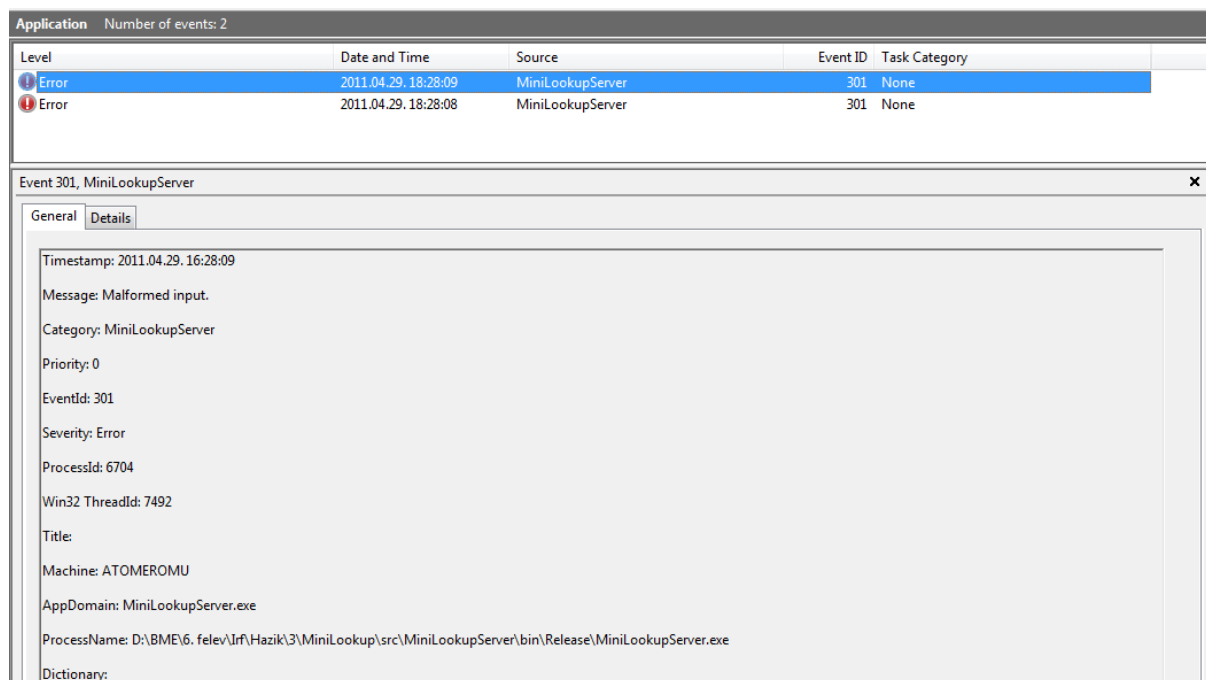 Application Number of events: 2
Level Date and Time Source Event ID Task Category
Error 2011.04.29. 18:28:09 MiniLookupServer 301 None
Error 2011.04.29. 18:28:08 MiniLookupServer 301 None
Event 301, MiniLookupServer
General Details
Timestamp: 2011.04.29. 16:28:09
Message: Malformed input.
Category: MiniLookupServer
Priority: 0
EventId: 301
Severity: Error
ProcessId: 6704
Win32 ThreadId: 7492
Title:
Machine: ATOMEROMU
AppDomain: MiniLookupServer.exe
ProcessName: D:\BME\6. felev\Irf\Hazik\3\MiniLookup\src\MiniLookupServer\bin\Release\MiniLookupServer.exe
Dictionary: